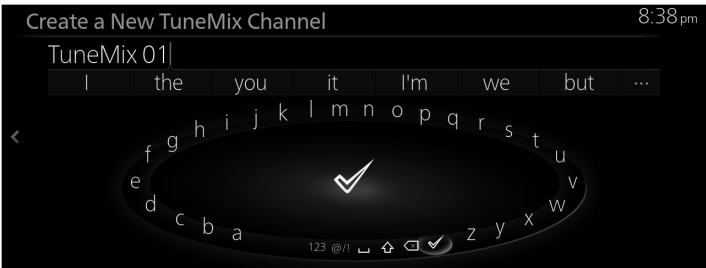 Create a New TuneMix Channel 8:38 pm
TuneMix 01
I the you it I'm we but ...
a b c d e f g h i j k l m n o p q r s t u v w x y z
123 @/!